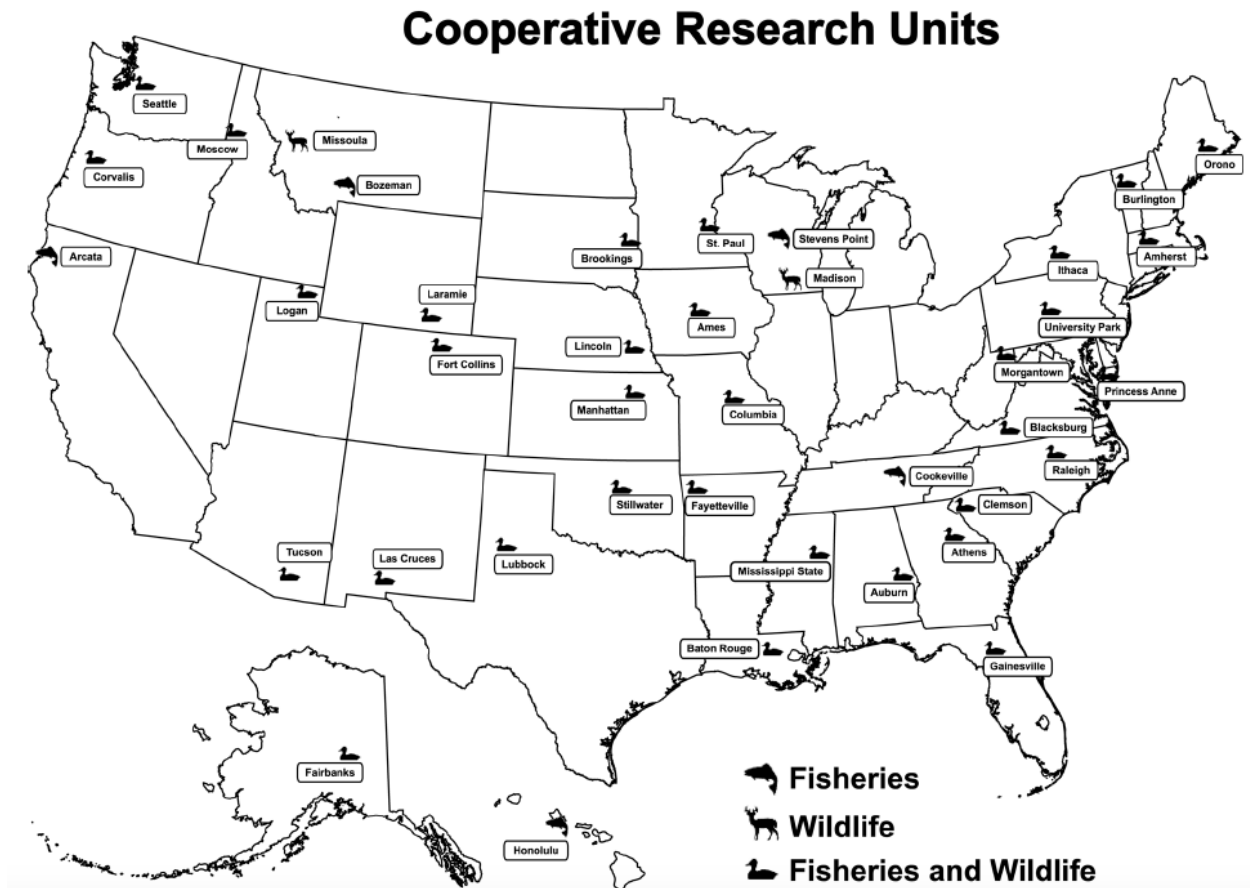 Cooperative Research Units
Seattle
Moscow
Missoula
Corvalis
Bozeman
Orono
Burlington
St. Paul
Stevens Point
Brookings
Arcata
Amherst
Ithaca
Madison
Laramie
Logan
Ames
University Park
Lincoln
Fort Collins
Morgantown
Princess Anne
Manhattan
Columbia
Blacksburg
Raleigh
Cookeville
Stillwater
Fayetteville
Clemson
Tucson
Las Cruces
Lubbock
Athens
Mississippi State
Auburn
Baton Rouge
Gainesville
Fairbanks
Honolulu
Fisheries
Wildlife
Fisheries and Wildlife